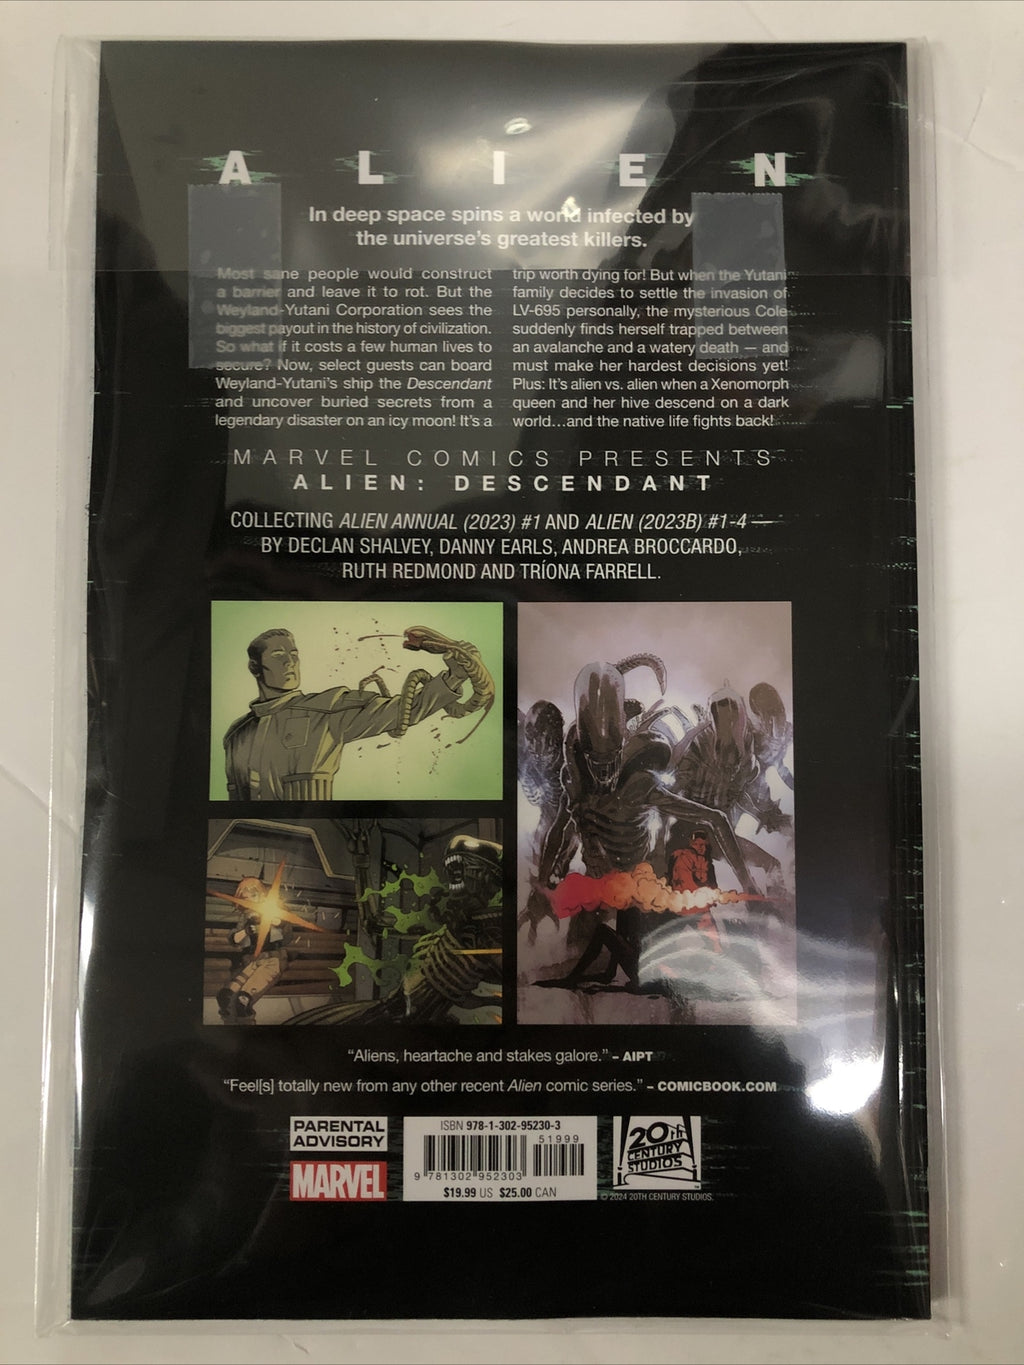 ALIEN
In deep space spins a world infected by
the universe's greatest killers.
Most sane people would construct
a barrier and leave it to rot. But the
Weyland-Yutani Corporation sees the
biggest payout in the history of civilization.
So what if it costs a few human lives to
secure? Now, select guests can board
Weyland-Yutani's ship the Descendant
and uncover buried secrets from a
legendary disaster on an icy moon! It's a
trip worth dying for! But when the Yutani
family decides to settle the invasion of
LV-695 personally, the mysterious Cole
suddenly finds herself trapped between
an avalanche and a watery death — and
must make her hardest decisions yet!
Plus: It's alien vs. alien when a Xenomorph
queen and her hive descend on a dark
world...and the native life fights back!
MARVEL COMICS PRESENTS
ALIEN: DESCENDANT
COLLECTING ALIEN ANNUAL (2023) #1 AND ALIEN (2023B) #1-4 —
BY DECLAN SHALVEY, DANNY EARLS, ANDREA BROCCARDO,
RUTH REDMOND AND TRÍONA FARRELL.
"Aliens, heartache and stakes galore." – AIPT
"Feel[s] totally new from any other recent Alien comic series." – COMICBOOK.COM
PARENTAL
ADVISORY
MARVEL
ISBN 978-1-302-95230-3
51999
9 781302 952303
$19.99 US $25.00 CAN
20th
CENTURY
STUDIOS
© 2024 20TH CENTURY STUDIOS.